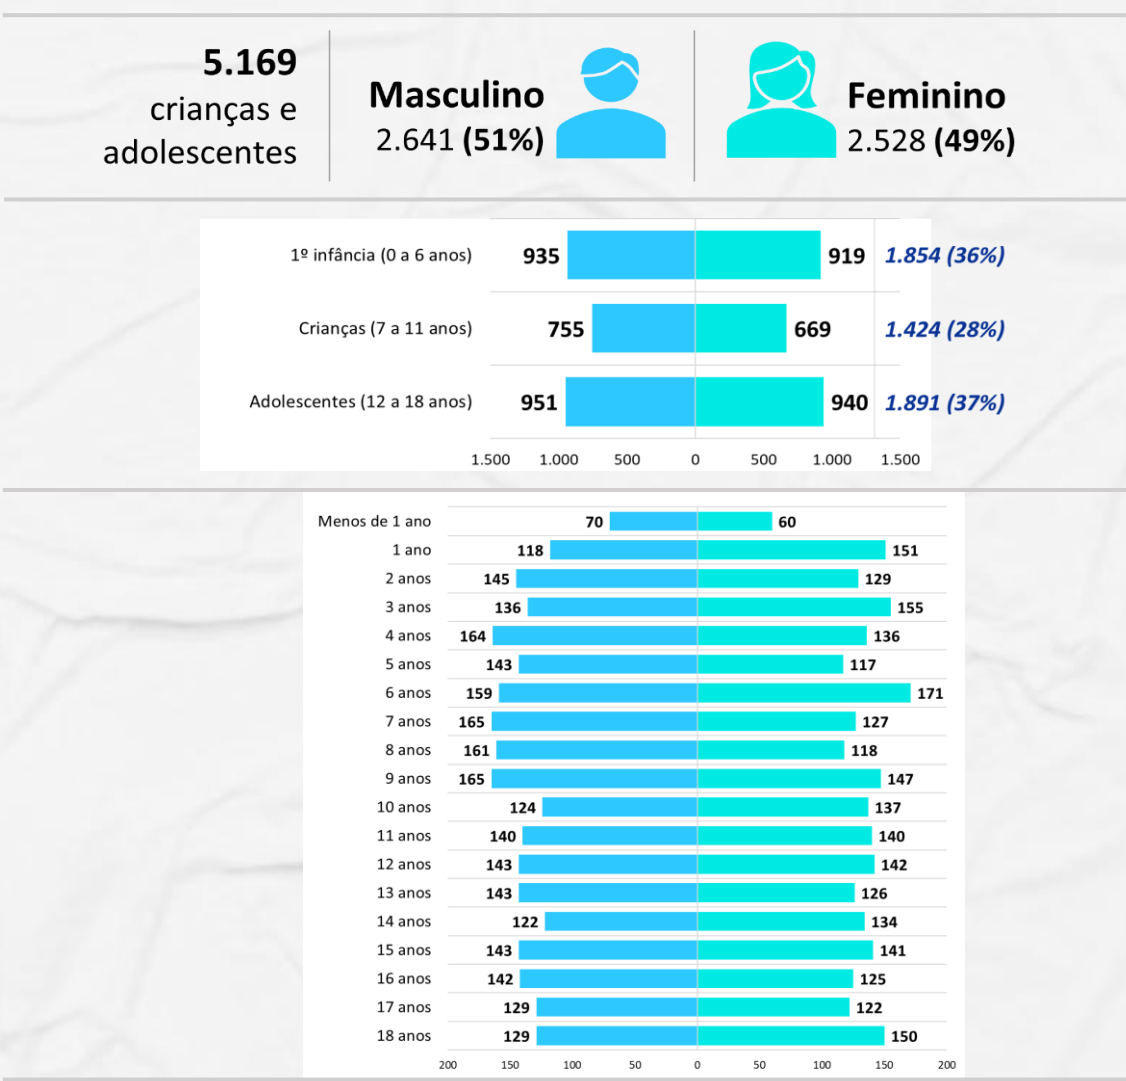 5.169
crianças e
adolescentes
Masculino
2.641 (51%)
Feminino
2.528 (49%)
1º infância (0 a 6 anos) 935 919 1.854 (36%)
Crianças (7 a 11 anos) 755 669 1.424 (28%)
Adolescentes (12 a 18 anos) 951 940 1.891 (37%)
1.500 1.000 500 0 500 1.000 1.500
Menos de 1 ano 70 60
1 ano 118 151
2 anos 145 129
3 anos 136 155
4 anos 164 136
5 anos 143 117
6 anos 159 171
7 anos 165 127
8 anos 161 118
9 anos 165 147
10 anos 124 137
11 anos 140 140
12 anos 143 142
13 anos 143 126
14 anos 122 134
15 anos 143 141
16 anos 142 125
17 anos 129 122
18 anos 129 150
200 150 100 50 0 50 100 150 200